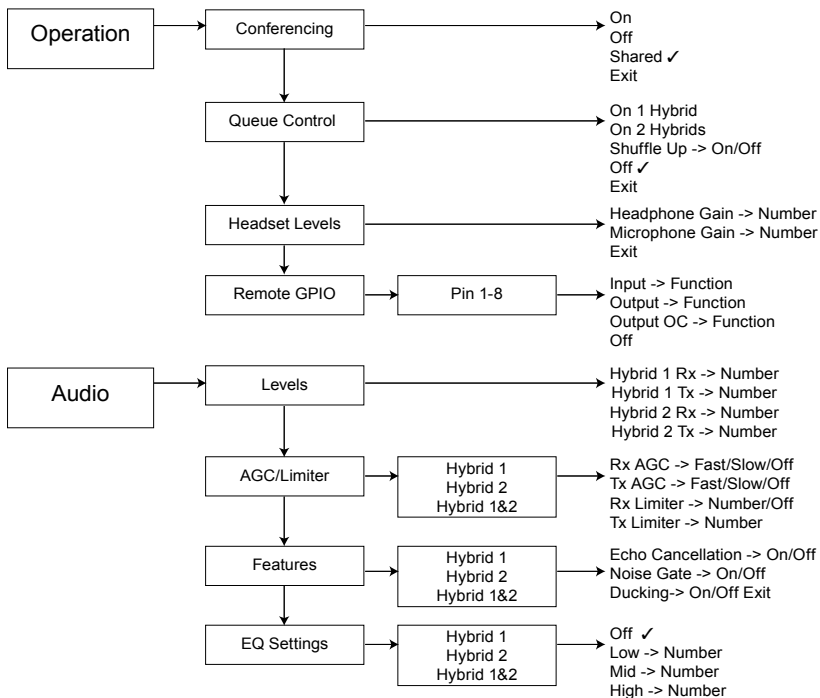 Operation
Conferencing
On
Off
Shared ✓
Exit
Queue Control
On 1 Hybrid
On 2 Hybrids
Shuffle Up -> On/Off
Off ✓
Exit
Headset Levels
Headphone Gain -> Number
Microphone Gain -> Number
Exit
Remote GPIO
Pin 1-8
Input -> Function
Output -> Function
Output OC -> Function
Off
Audio
Levels
Hybrid 1 Rx -> Number
Hybrid 1 Tx -> Number
Hybrid 2 Rx -> Number
Hybrid 2 Tx -> Number
AGC/Limiter
Hybrid 1
Hybrid 2
Hybrid 1&2
Rx AGC -> Fast/Slow/Off
Tx AGC -> Fast/Slow/Off
Rx Limiter -> Number/Off
Tx Limiter -> Number
Features
Hybrid 1
Hybrid 2
Hybrid 1&2
Echo Cancellation -> On/Off
Noise Gate -> On/Off
Ducking-> On/Off Exit
EQ Settings
Hybrid 1
Hybrid 2
Hybrid 1&2
Off ✓
Low -> Number
Mid -> Number
High -> Number